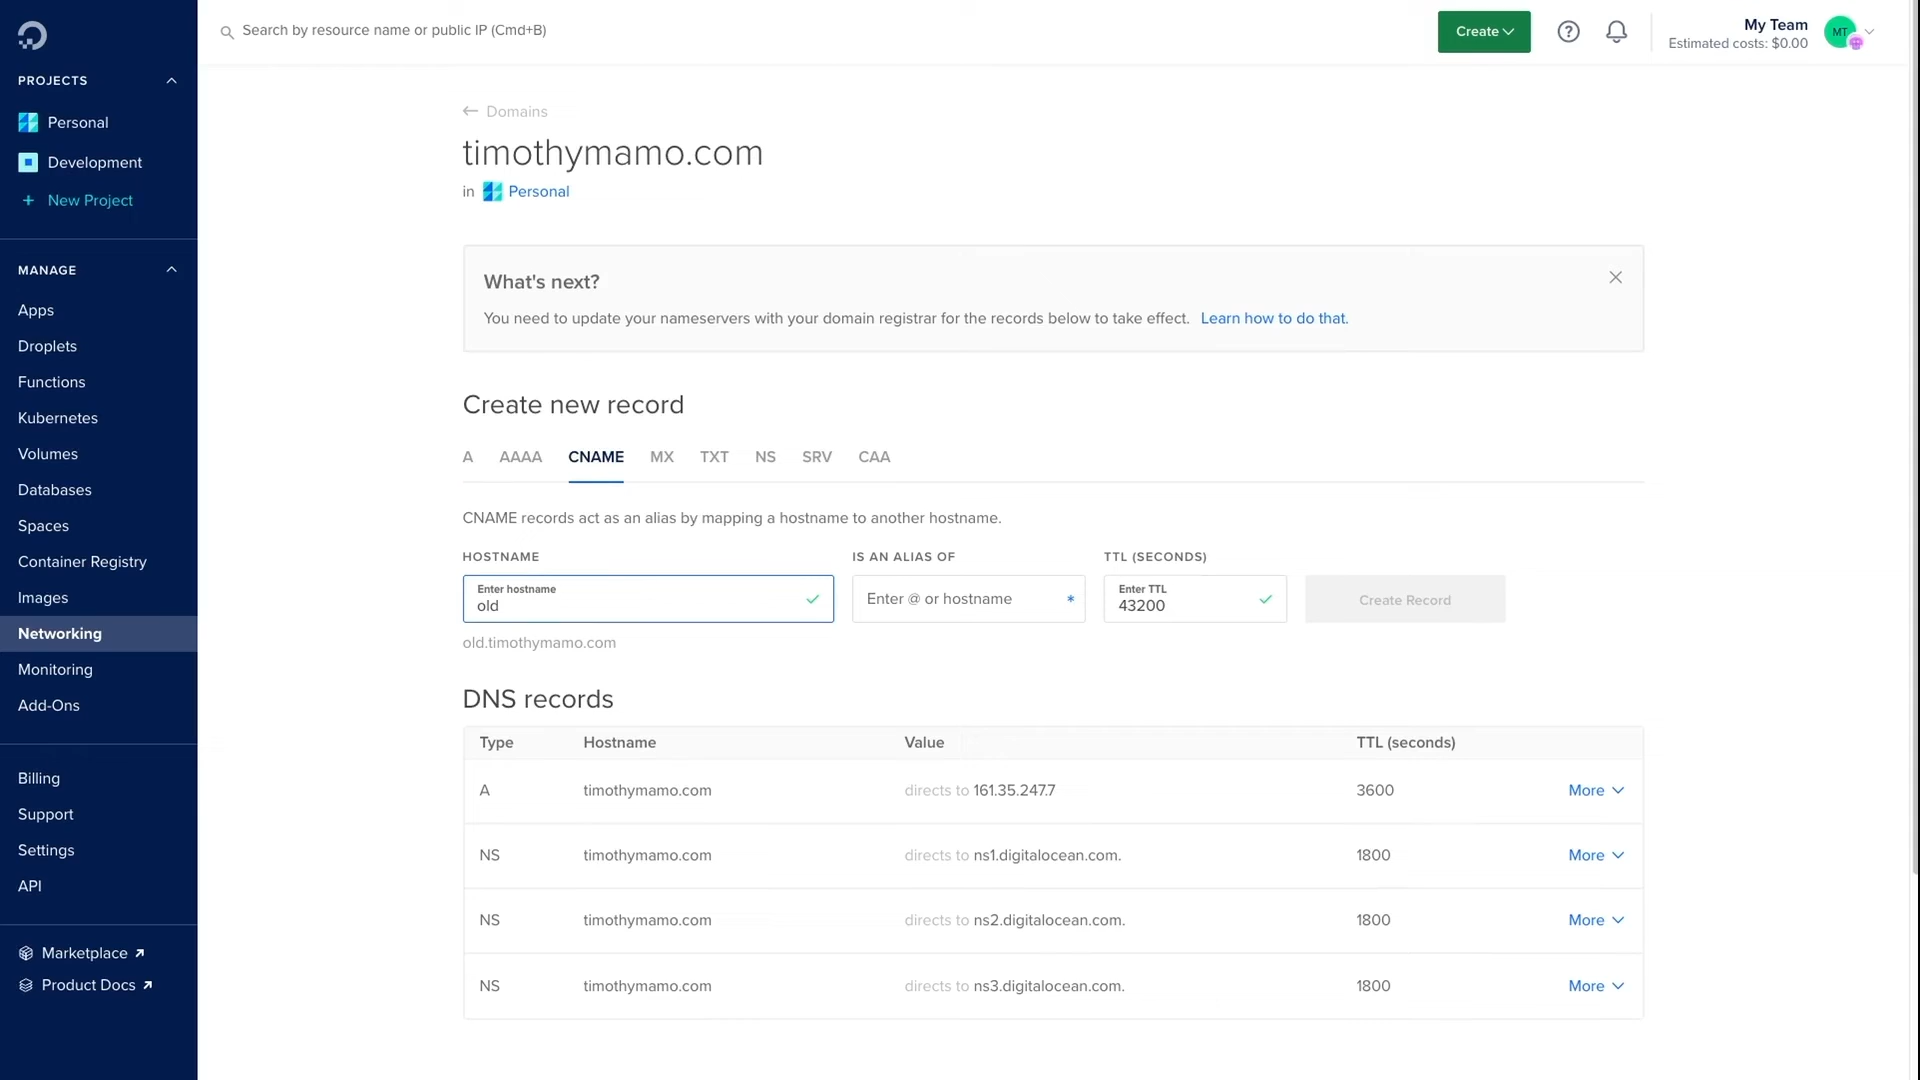 Search by resource name or public IP (Cmd+B)
Create
My Team
Estimated costs: $0.00
MT
PROJECTS
Personal
Development
+ New Project
MANAGE
Apps
Droplets
Functions
Kubernetes
Volumes
Databases
Spaces
Container Registry
Images
Networking
Monitoring
Add-Ons
Billing
Support
Settings
API
Marketplace
Product Docs
← Domains
timothymamo.com
in Personal
What's next?
You need to update your nameservers with your domain registrar for the records below to take effect. Learn how to do that.
Create new record
A AAAA CNAME MX TXT NS SRV CAA
CNAME records act as an alias by mapping a hostname to another hostname.
HOSTNAME IS AN ALIAS OF TTL (SECONDS)
Enter hostname
old
Enter @ or hostname *
Enter TTL
43200
Create Record
old.timothymamo.com
DNS records
Type Hostname Value TTL (seconds)
A timothymamo.com directs to 161.35.247.7 3600 More
NS timothymamo.com directs to ns1.digitalocean.com. 1800 More
NS timothymamo.com directs to ns2.digitalocean.com. 1800 More
NS timothymamo.com directs to ns3.digitalocean.com. 1800 More